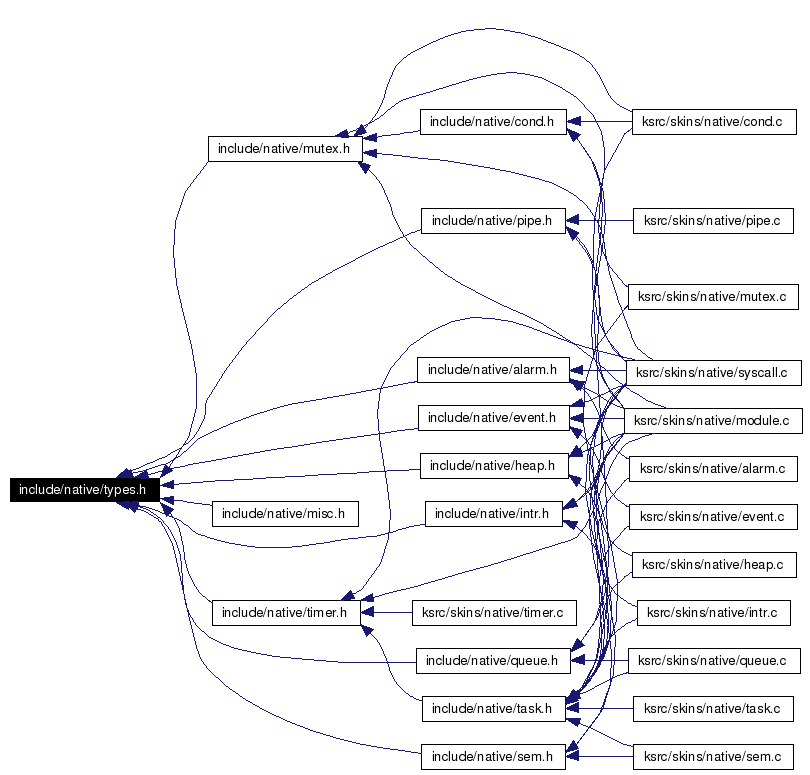 include/native/cond.h
ksrc/skins/native/cond.c
include/native/mutex.h
include/native/pipe.h
ksrc/skins/native/pipe.c
ksrc/skins/native/mutex.c
include/native/alarm.h
ksrc/skins/native/syscall.c
include/native/event.h
ksrc/skins/native/module.c
include/native/heap.h
ksrc/skins/native/alarm.c
include/native/types.h
include/native/misc.h
include/native/intr.h
ksrc/skins/native/event.c
ksrc/skins/native/heap.c
include/native/timer.h
ksrc/skins/native/timer.c
ksrc/skins/native/intr.c
include/native/queue.h
ksrc/skins/native/queue.c
include/native/task.h
ksrc/skins/native/task.c
include/native/sem.h
ksrc/skins/native/sem.c